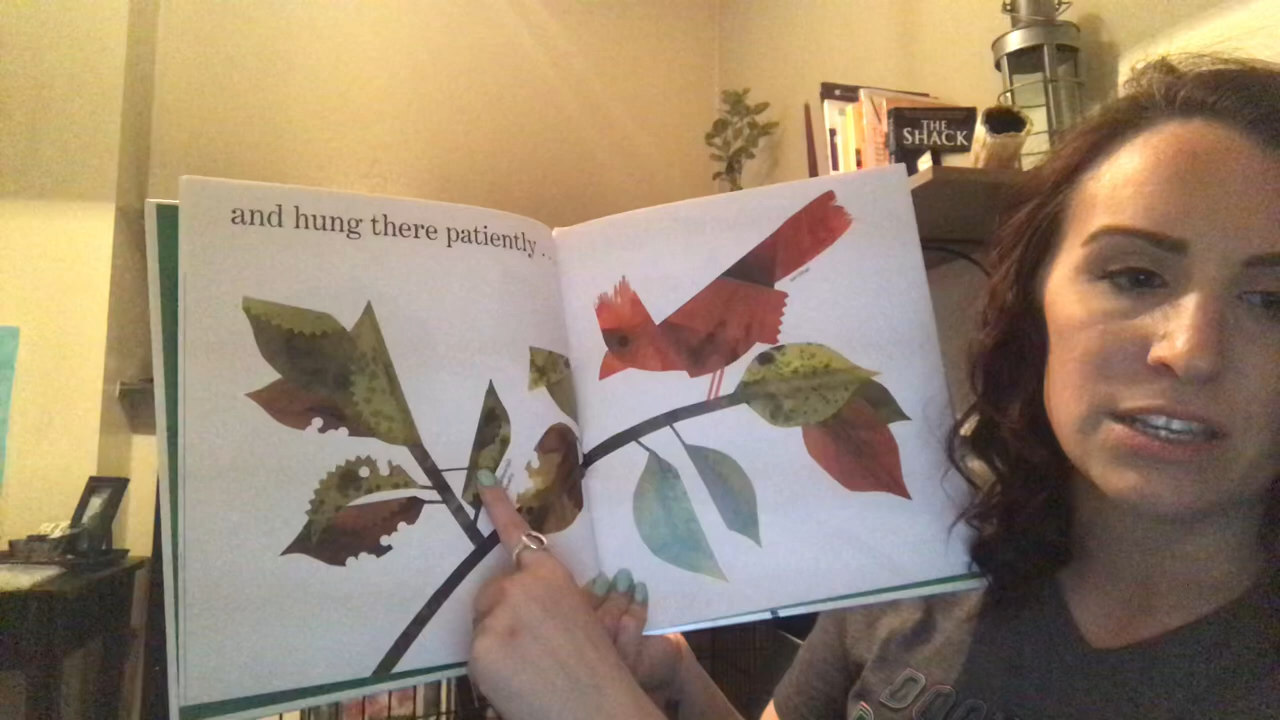 and hung there patiently . . .
THE
SHACK